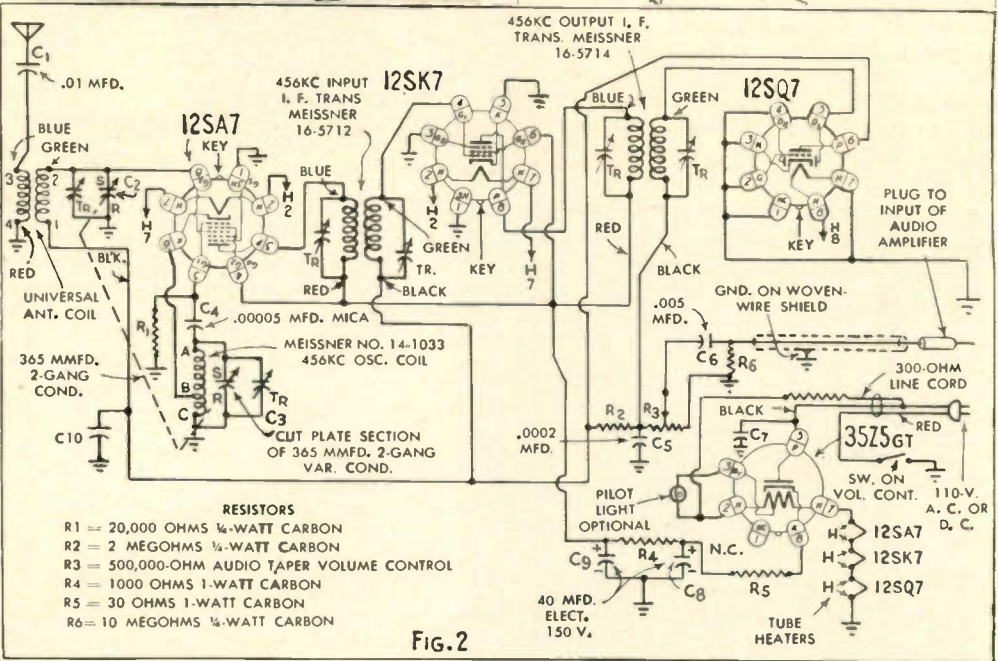 456KC OUTPUT I. F.
TRANS. MEISSNER
16-5714
C1
.01 MFD.
456KC INPUT
I. F. TRANS
MEISSNER
16-5712
12SK7
12SQ7
BLUE
GREEN
12SA7
KEY
BLUE
GREEN
BLUE
3
2
4
1
TR
S
R
C2
H7
H2
TR
TR.
GREEN
RED
BLACK
H2
KEY
H7
TR
TR
RED
BLACK
KEY
H8
PLUG TO
INPUT OF
AUDIO
AMPLIFIER
RED
BLK.
UNIVERSAL
ANT. COIL
365 MMFD.
2-GANG
COND.
R1
C4
.00005 MFD. MICA
MEISSNER NO. 14-1033
456KC OSC. COIL
A
B
C
S
R
TR
C3
CUT PLATE SECTION
OF 365 MMFD. 2-GANG
VAR. COND.
C10
.005
MFD.
C6
R6
GND. ON WOVEN-
WIRE SHIELD
300-OHM
LINE CORD
R2
R3
.0002
MFD.
C5
BLACK
RED
C7
35Z5GT
SW. ON
VOL. CONT.
110-V.
A. C. OR
D. C.
PILOT
LIGHT
OPTIONAL
N.C.
R4
C9
C8
R5
40 MFD.
ELECT.
150 V.
H
12SA7
H
12SK7
H
12SQ7
TUBE
HEATERS
RESISTORS
R1 = 20,000 OHMS ¼-WATT CARBON
R2 = 2 MEGOHMS ¼-WATT CARBON
R3 = 500,000-OHM AUDIO TAPER VOLUME CONTROL
R4 = 1000 OHMS 1-WATT CARBON
R5 = 30 OHMS 1-WATT CARBON
R6= 10 MEGOHMS ¼-WATT CARBON
FIG. 2